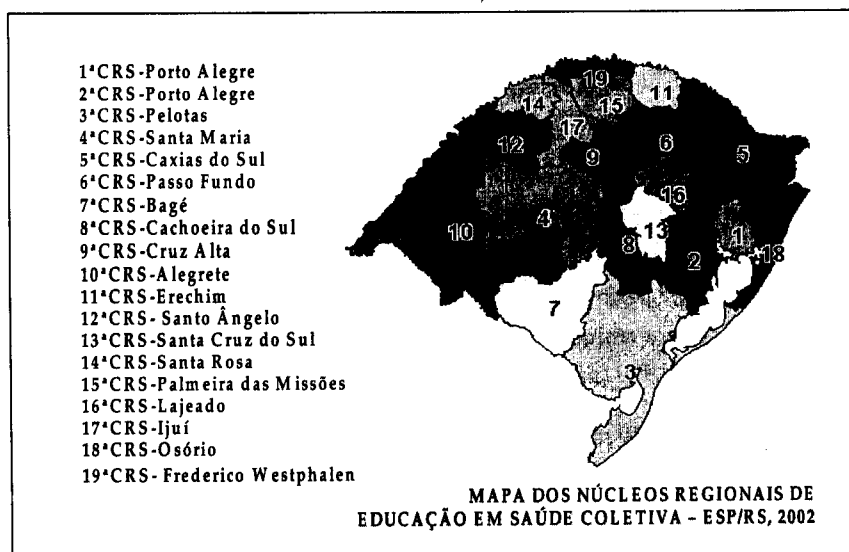 1ªCRS-Porto Alegre
2ªCRS-Porto Alegre
3ªCRS-Pelotas
4ªCRS-Santa Maria
5ªCRS-Caxias do Sul
6ªCRS-Passo Fundo
7ªCRS-Bagé
8ªCRS-Cachoeira do Sul
9ªCRS-Cruz Alta
10ªCRS-Alegrete
11ªCRS-Erechim
12ªCRS- Santo Ângelo
13ªCRS-Santa Cruz do Sul
14ªCRS-Santa Rosa
15ªCRS-Palmeira das Missões
16ªCRS-Lajeado
17ªCRS-Ijuí
18ªCRS-Osório
19ªCRS- Frederico Westphalen
19
11
14
15
17
12
6
5
9
16
4
13
10
1
8
18
2
7
3
MAPA DOS NÚCLEOS REGIONAIS DE
EDUCAÇÃO EM SAÚDE COLETIVA – ESP/RS, 2002